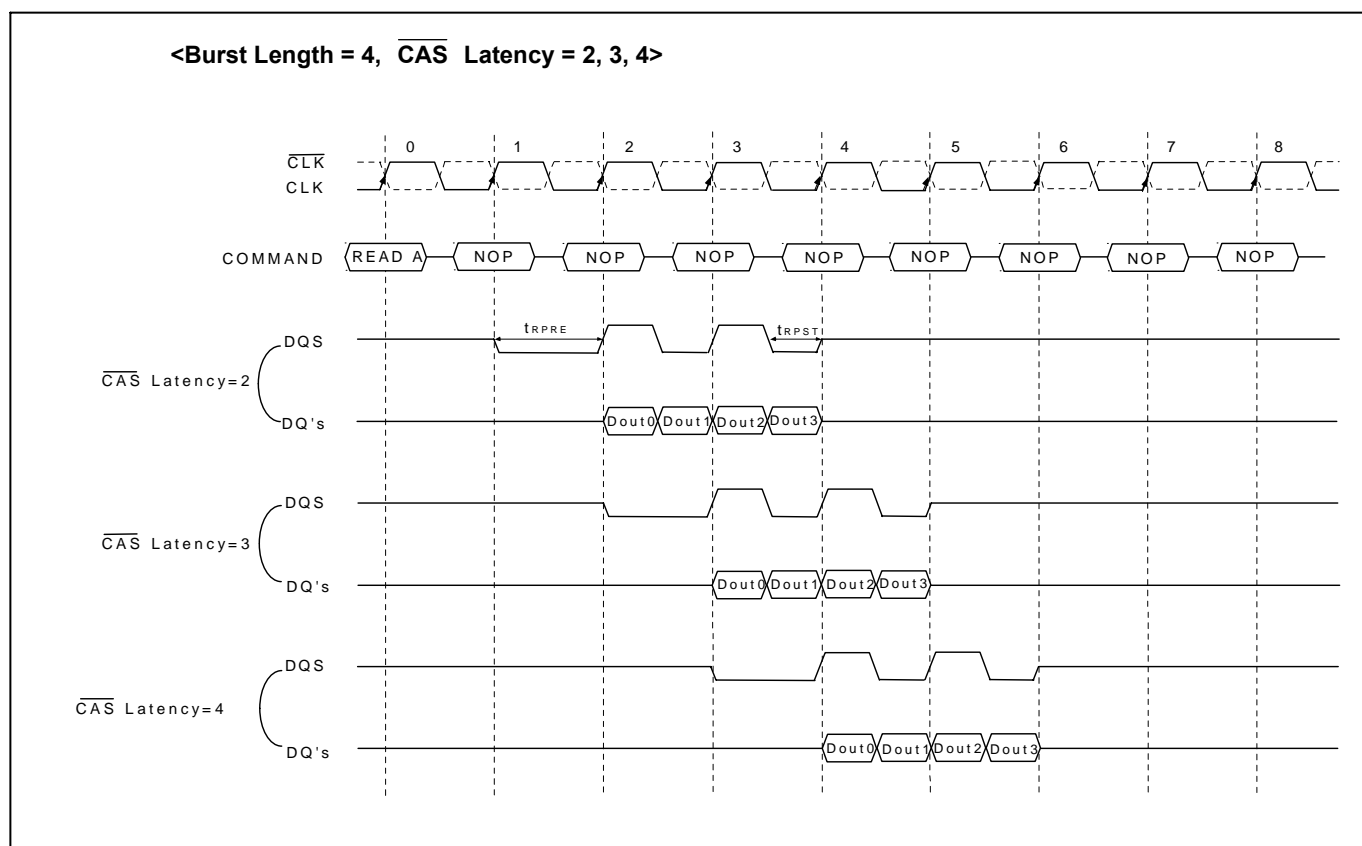 <Burst Length = 4, CAS Latency = 2, 3, 4>
0 1 2 3 4 5 6 7 8
CLK
CLK
COMMAND READ A NOP NOP NOP NOP NOP NOP NOP NOP
DQS tRPRE tRPST
CAS Latency=2
DQ's Dout0 Dout1 Dout2 Dout3
DQS
CAS Latency=3
DQ's Dout0 Dout1 Dout2 Dout3
DQS
CAS Latency=4
DQ's Dout0 Dout1 Dout2 Dout3